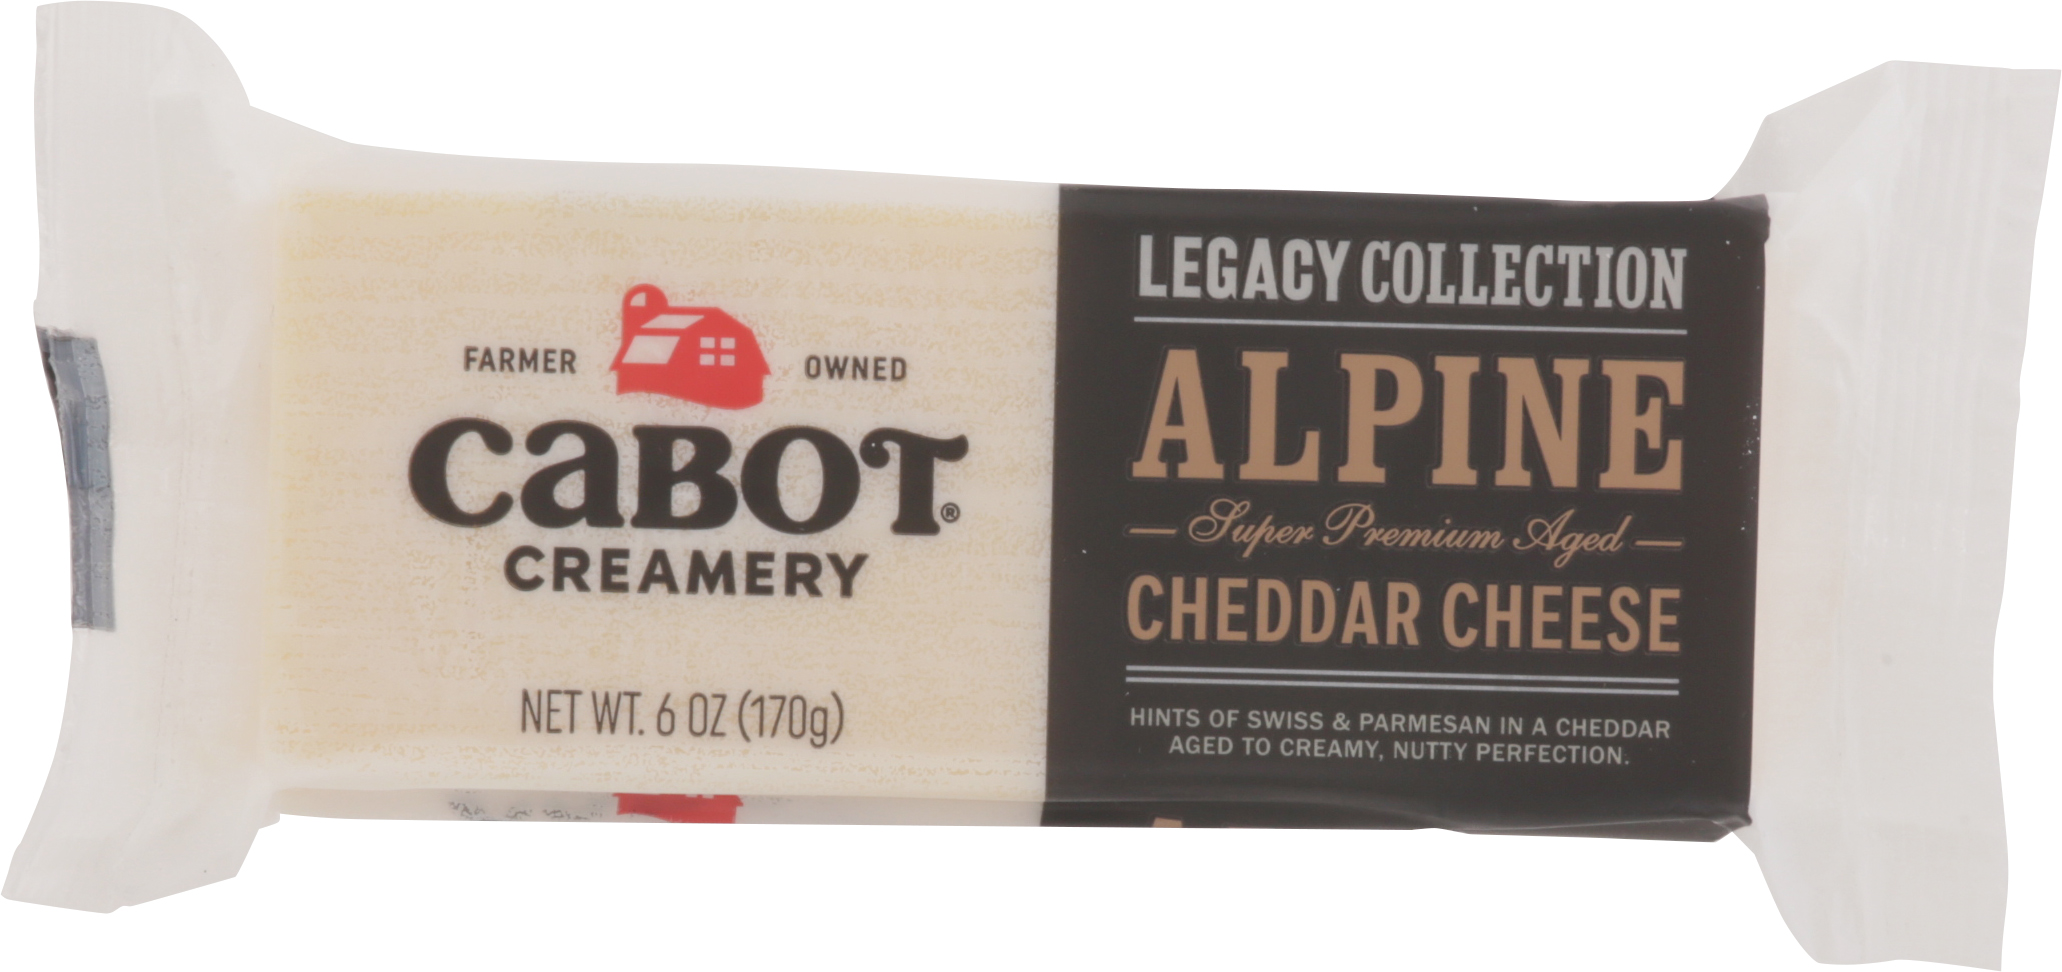 FARMER OWNED
CABOT®
CREAMERY
NET WT. 6 OZ (170g)
LEGACY COLLECTION
ALPINE
— Super Premium Aged —
CHEDDAR CHEESE
HINTS OF SWISS & PARMESAN IN A CHEDDAR
AGED TO CREAMY, NUTTY PERFECTION.